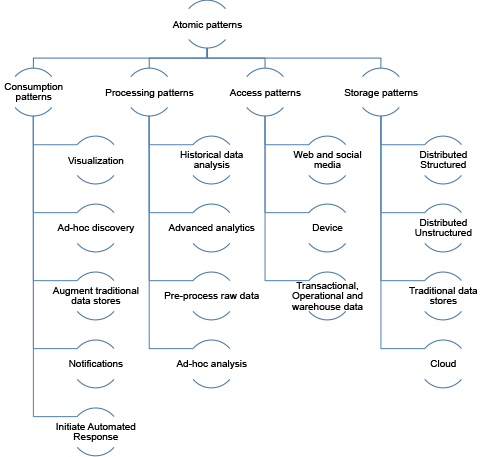 Atomic patterns
Consumption
patterns
Processing patterns
Access patterns
Storage patterns
Visualization
Historical data
analysis
Web and social
media
Distributed
Structured
Ad-hoc discovery
Advanced analytics
Device
Distributed
Unstructured
Augment traditional
data stores
Pre-process raw data
Transactional,
Operational and
warehouse data
Traditional data
stores
Notifications
Ad-hoc analysis
Cloud
Initiate Automated
Response